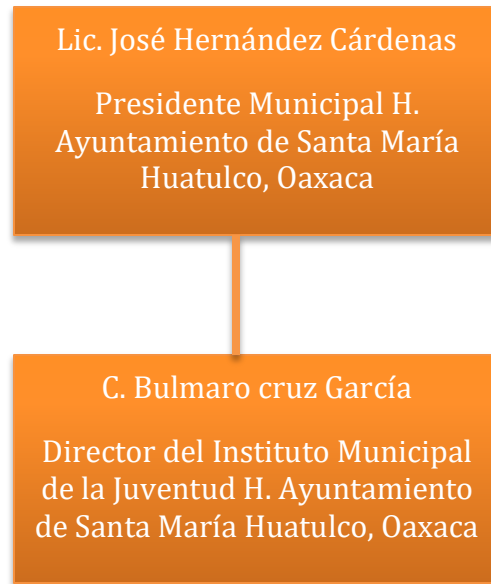 Lic. José Hernández Cárdenas
Presidente Municipal H.
Ayuntamiento de Santa María
Huatulco, Oaxaca
C. Bulmaro cruz García
Director del Instituto Municipal
de la Juventud H. Ayuntamiento
de Santa María Huatulco, Oaxaca